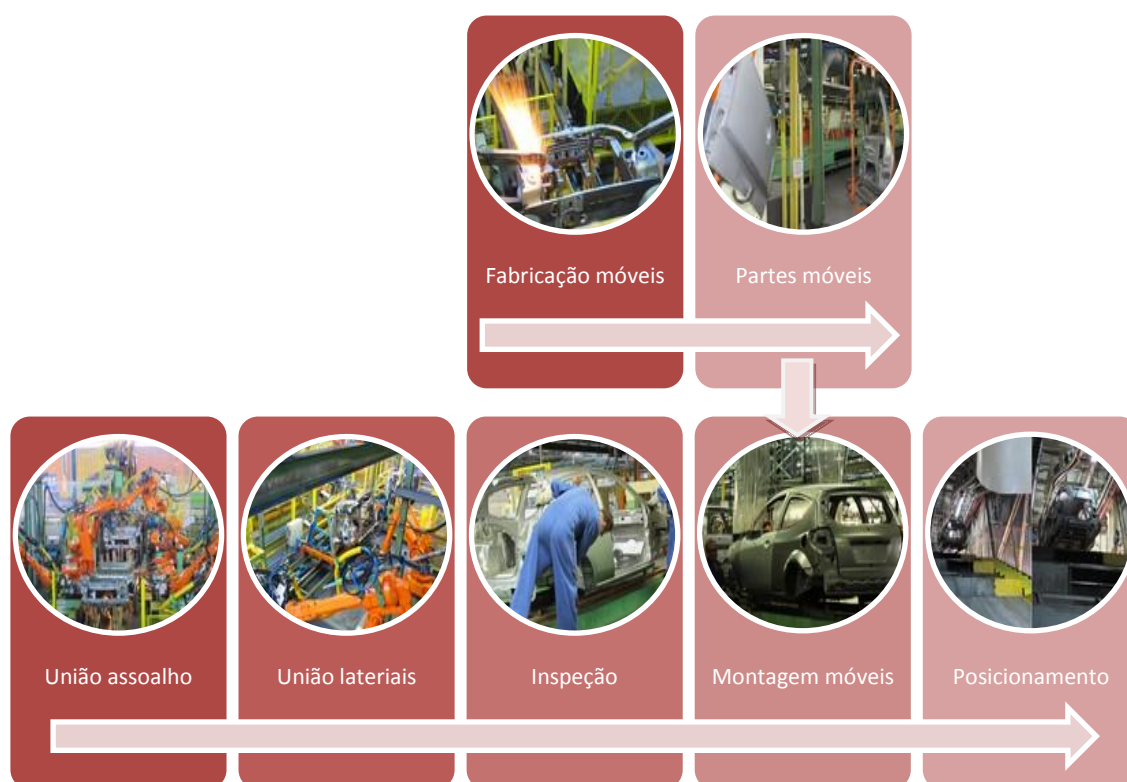 Fabricação móveis
Partes móveis
União assoalho
União lateriais
Inspeção
Montagem móveis
Posicionamento